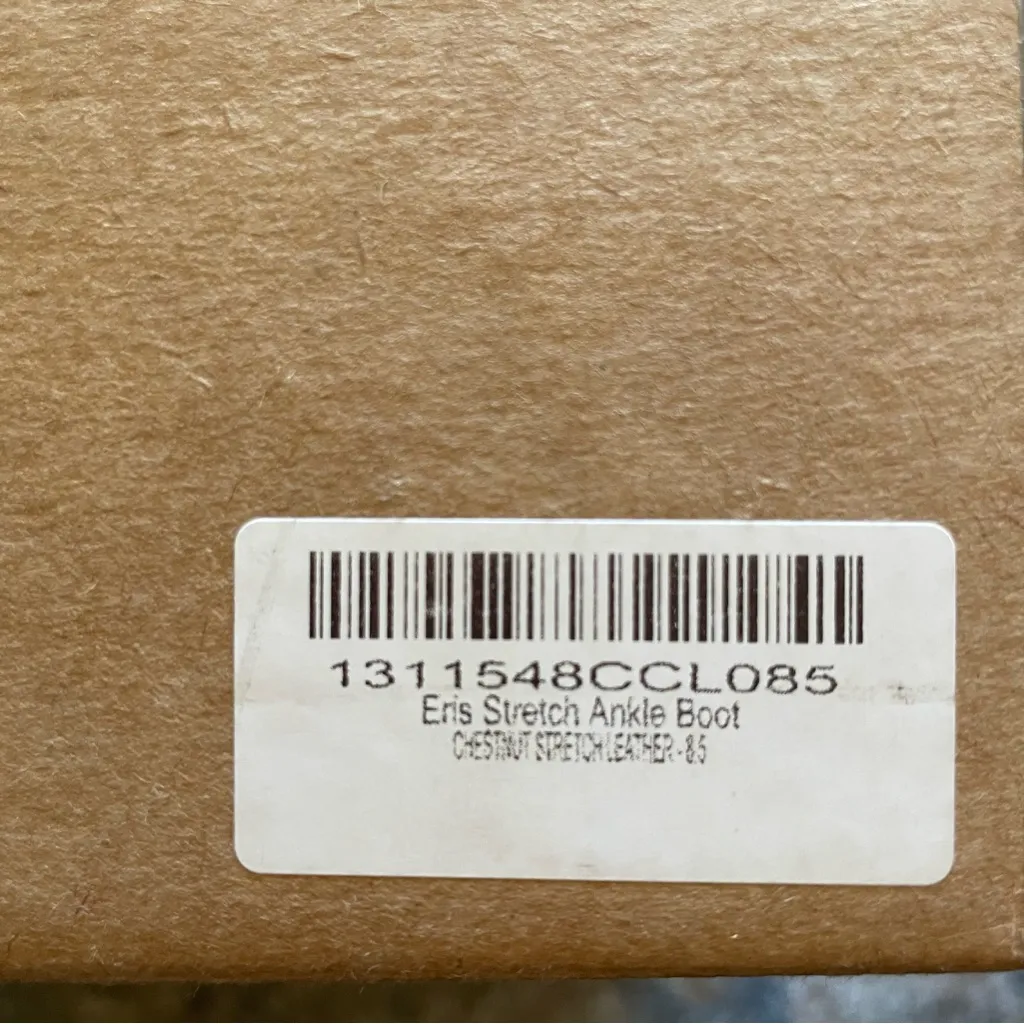 1311548CCL085
Eris Stretch Ankle Boot
CHESTNUT STRETCH LEATHER - 8.5